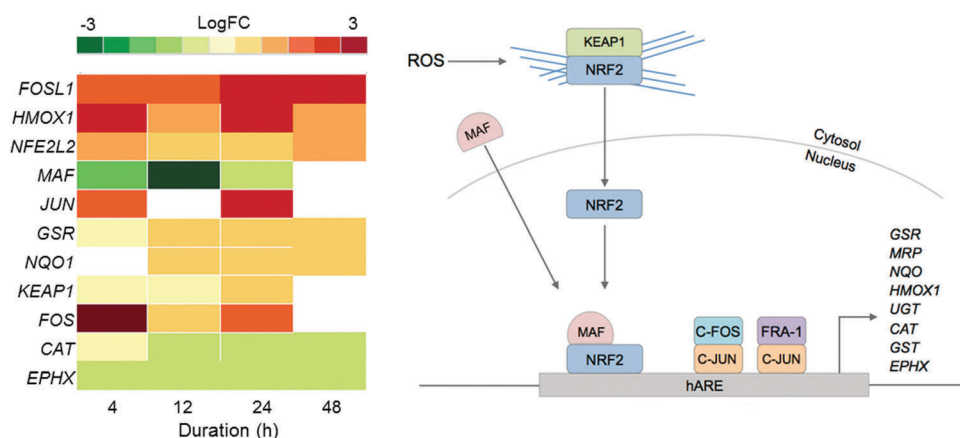 -3 LogFC 3
FOSL1
HMOX1
NFE2L2
MAF
JUN
GSR
NQO1
KEAP1
FOS
CAT
EPHX
4 12 24 48
Duration (h)
ROS
KEAP1
NRF2
MAF
Cytosol
Nucleus
NRF2
MAF
NRF2
C-FOS
C-JUN
FRA-1
C-JUN
hARE
GSR
MRP
NQO
HMOX1
UGT
CAT
GST
EPHX